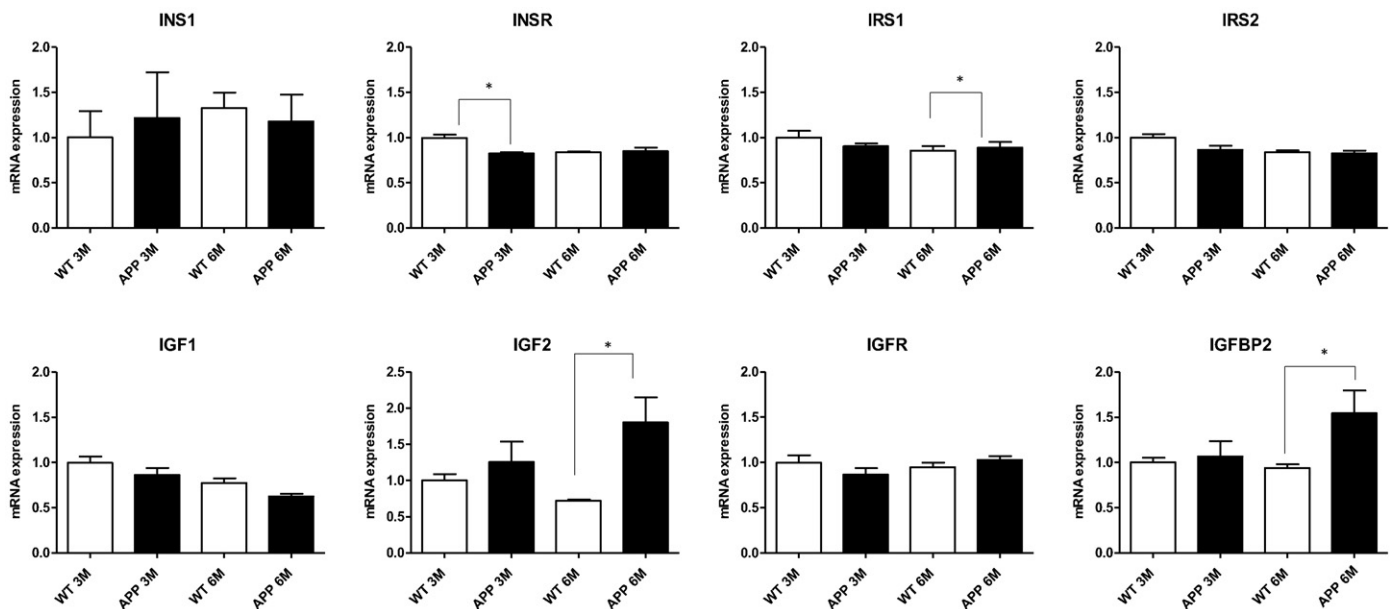 INS1
mRNA expression
2.0
1.5
1.0
0.5
0.0
WT 3M
APP 3M
WT 6M
APP 6M
INSR
mRNA expression
2.0
1.5
1.0
0.5
0.0
*
WT 3M
APP 3M
WT 6M
APP 6M
IRS1
mRNA expression
2.0
1.5
1.0
0.5
0.0
*
WT 3M
APP 3M
WT 6M
APP 6M
IRS2
mRNA expression
2.0
1.5
1.0
0.5
0.0
WT 3M
APP 3M
WT 6M
APP 6M
IGF1
mRNA expression
2.0
1.5
1.0
0.5
0.0
WT 3M
APP 3M
WT 6M
APP 6M
IGF2
mRNA expression
2.5
2.0
1.5
1.0
0.5
0.0
*
WT 3M
APP 3M
WT 6M
APP 6M
IGFR
mRNA expression
2.0
1.5
1.0
0.5
0.0
WT 3M
APP 3M
WT 6M
APP 6M
IGFBP2
mRNA expression
2.0
1.5
1.0
0.5
0.0
*
WT 3M
APP 3M
WT 6M
APP 6M